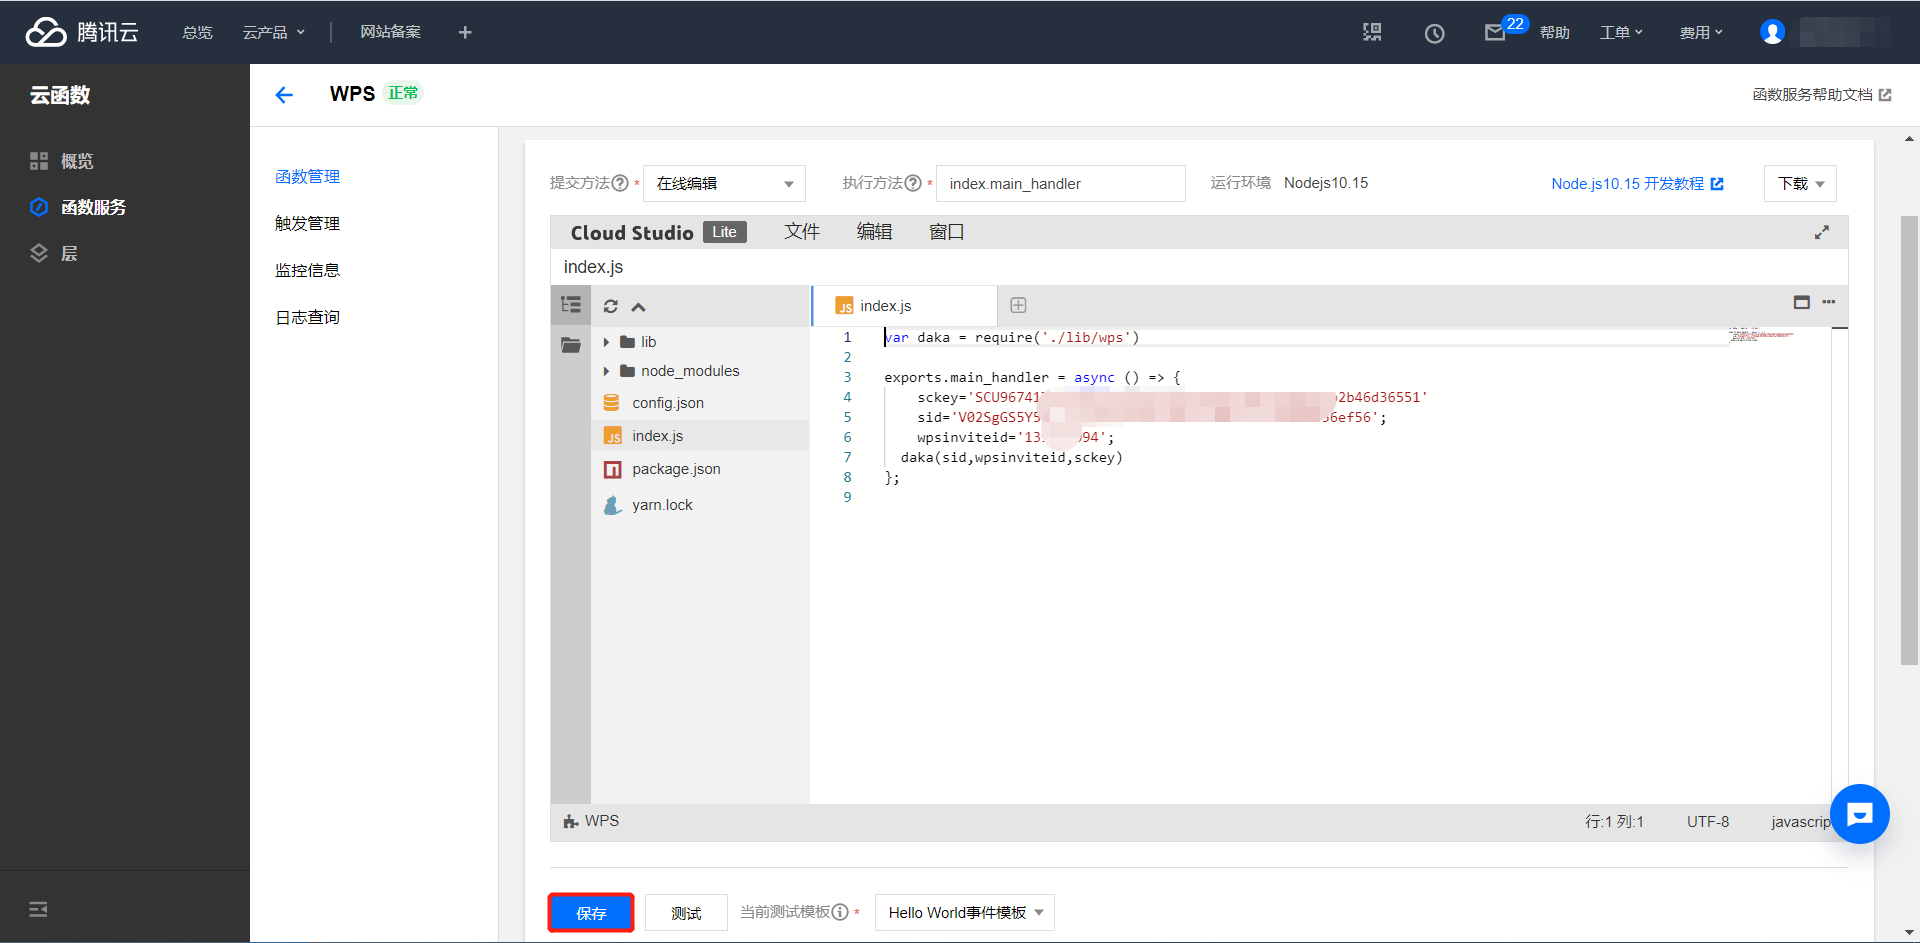 腾讯云 总览 云产品 网站备案 22 帮助 工单 费用
云函数
概览
函数服务
层
WPS 正常 函数服务帮助文档
函数管理
触发管理
监控信息
日志查询
提交方法 * 在线编辑 执行方法 * index.main_handler 运行环境 Nodejs10.15 Node.js10.15 开发教程 下载
Cloud Studio Lite 文件 编辑 窗口
index.js
lib
node_modules
config.json
index.js
package.json
yarn.lock
index.js
1 var daka = require('./lib/wps')
2
3 exports.main_handler = async () => {
4 sckey='SCU96741 2b46d36551'
5 sid='V02SgGS5Y5 6ef56';
6 wpsinviteid='13 94';
7 daka(sid,wpsinviteid,sckey)
8 };
9
WPS 行:1 列:1 UTF-8 javascrip
保存 测试 当前测试模板 * Hello World事件模板